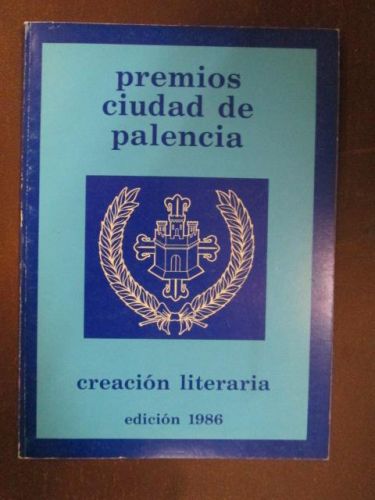 premios
ciudad de
palencia
creación literaria
edición 1986